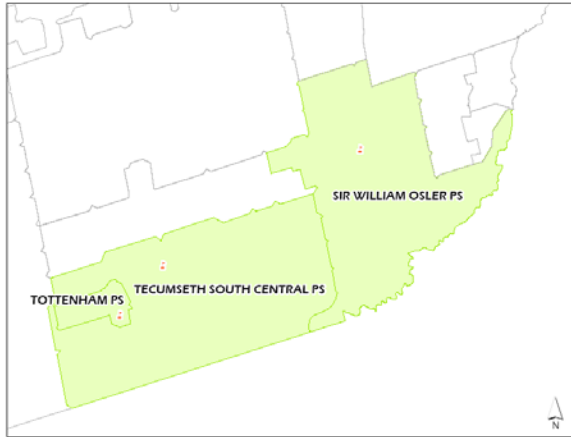 SIR WILLIAM OSLER PS
TECUMSETH SOUTH CENTRAL PS
TOTTENHAM PS
N